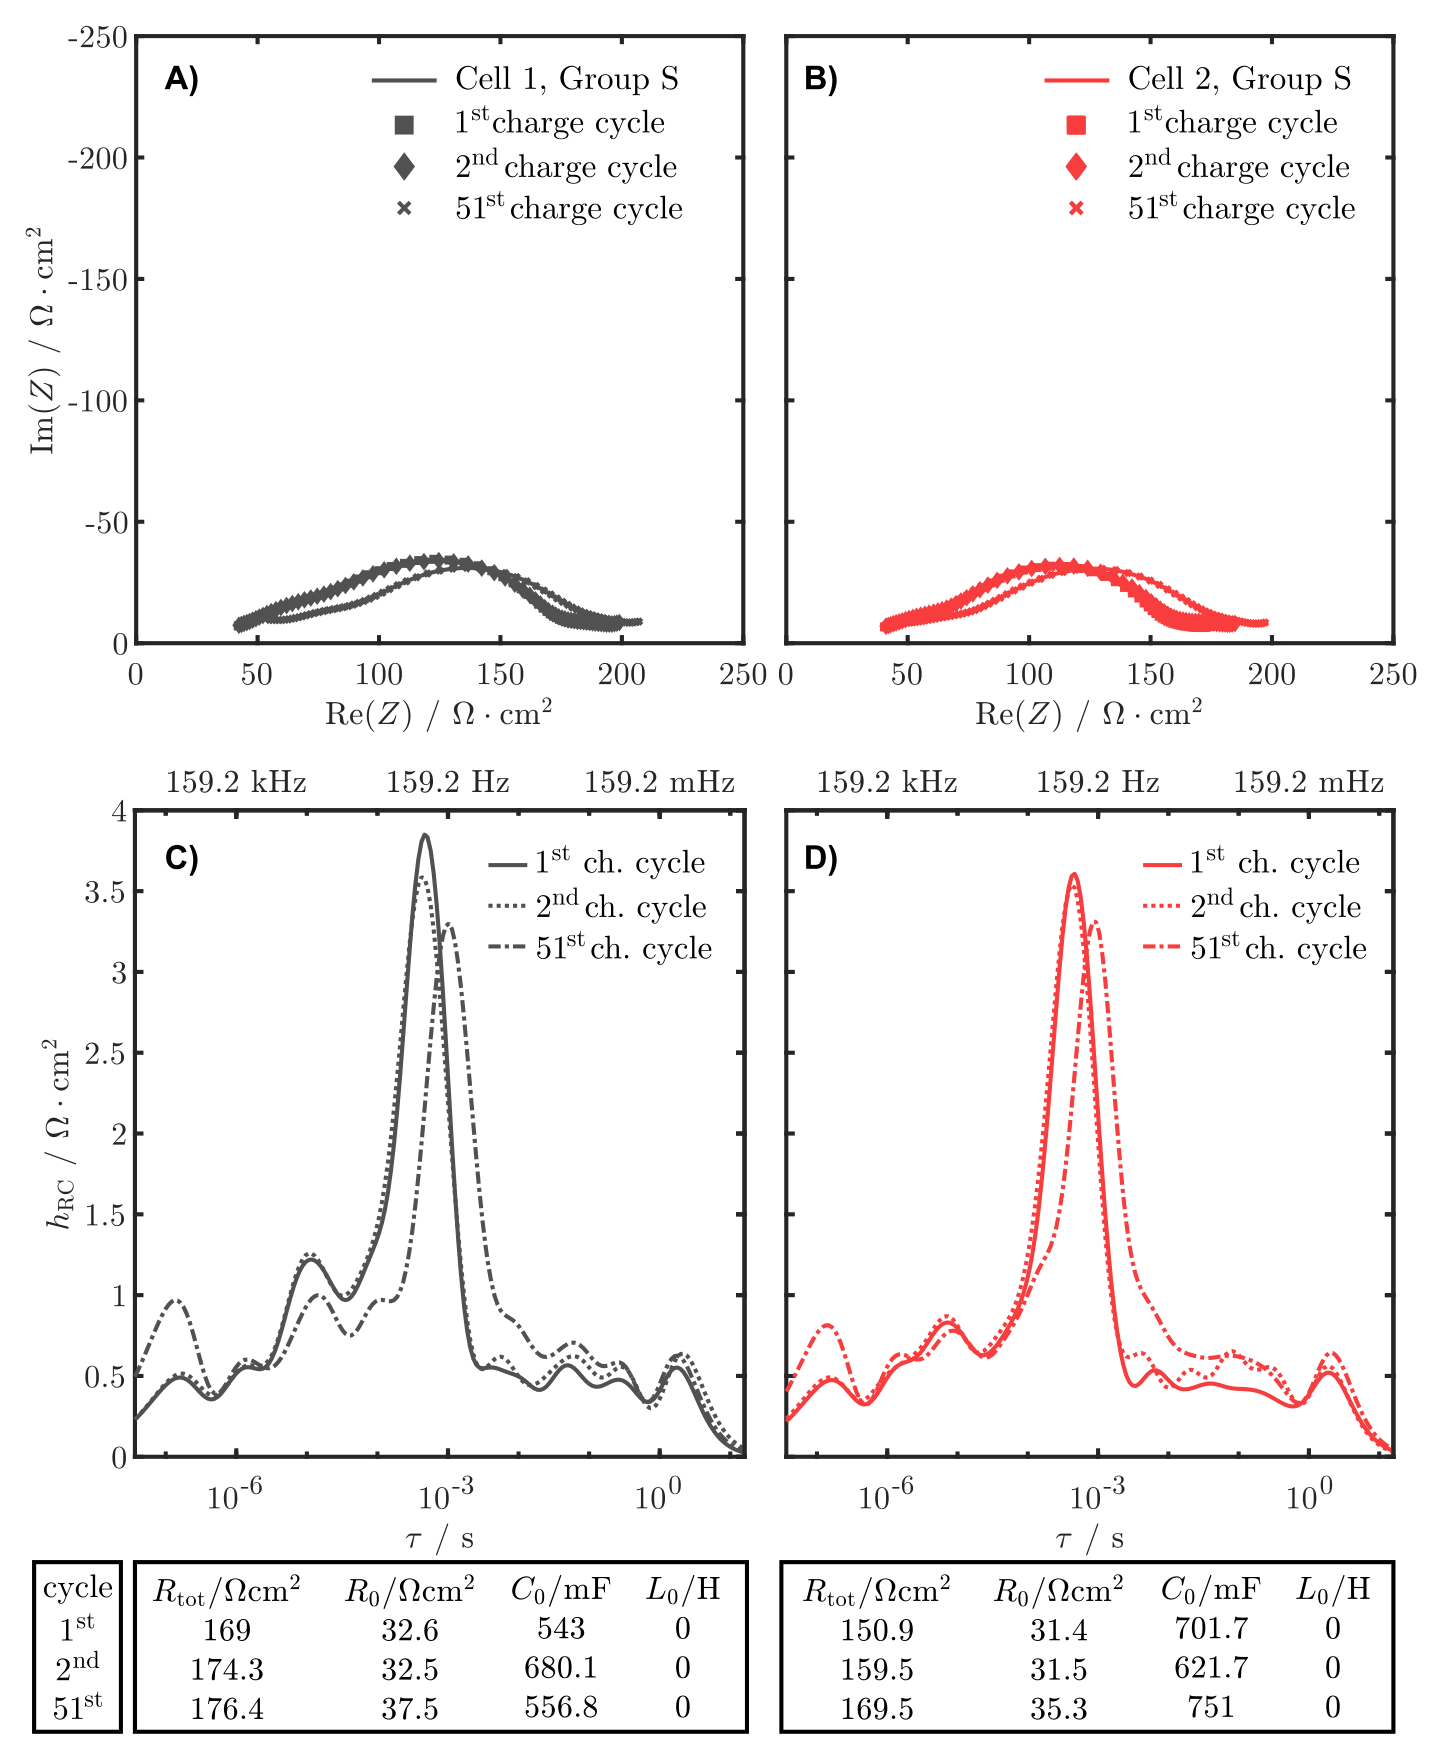 A)
Cell 1, Group S
1st charge cycle
2nd charge cycle
51st charge cycle
-250
-200
-150
-100
-50
0
Im(Z) / Ω · cm²
0 50 100 150 200 250
Re(Z) / Ω · cm²
B)
Cell 2, Group S
1st charge cycle
2nd charge cycle
51st charge cycle
0 50 100 150 200 250
Re(Z) / Ω · cm²
159.2 kHz 159.2 Hz 159.2 mHz
C)
1st ch. cycle
2nd ch. cycle
51st ch. cycle
4
3.5
3
2.5
2
1.5
1
0.5
0
hRC / Ω · cm²
10-6 10-3 100
τ / s
159.2 kHz 159.2 Hz 159.2 mHz
D)
1st ch. cycle
2nd ch. cycle
51st ch. cycle
10-6 10-3 100
τ / s
cycle Rtot/Ωcm² R0/Ωcm² C0/mF L0/H Rtot/Ωcm² R0/Ωcm² C0/mF L0/H
1st 169 32.6 543 0 150.9 31.4 701.7 0
2nd 174.3 32.5 680.1 0 159.5 31.5 621.7 0
51st 176.4 37.5 556.8 0 169.5 35.3 751 0